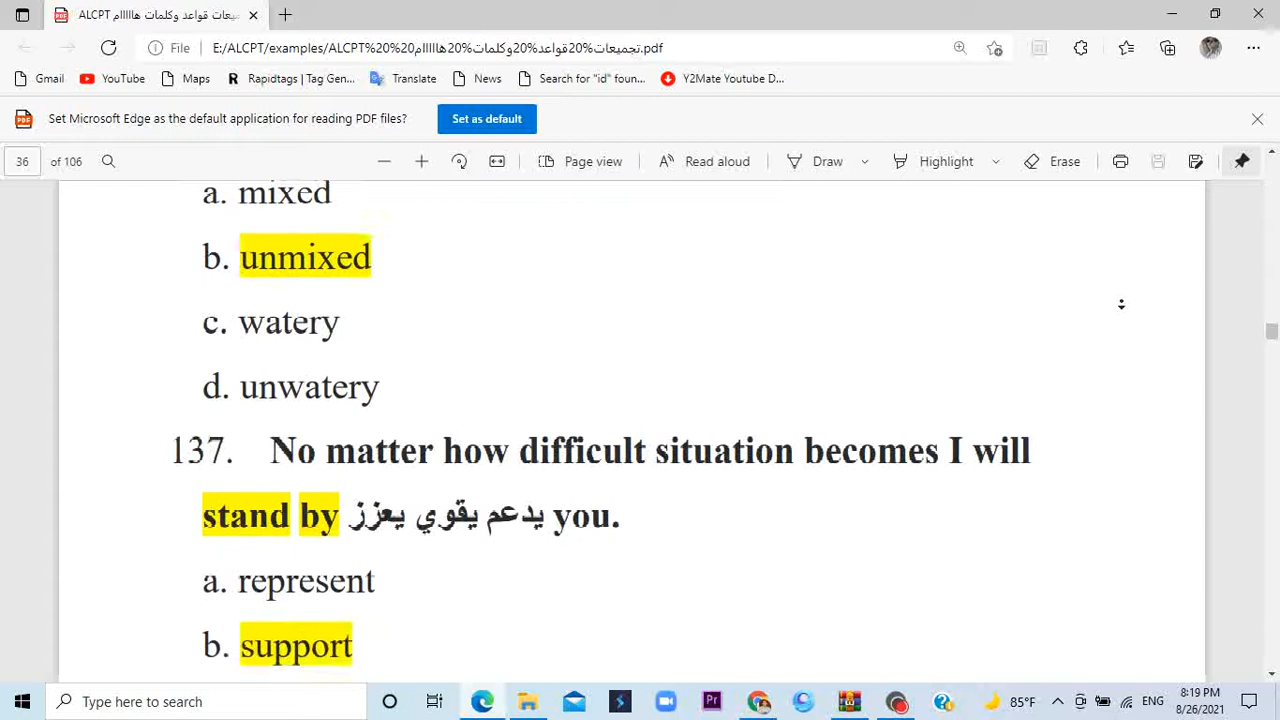 ALCPT تجميعات قواعد وكلمات هااااام
File E:/ALCPT/examples/ALCPT%20%20تجميعات%20قواعد%20وكلمات%20هااااام.pdf
Gmail YouTube Maps Rapidtags | Tag Gen... Translate News Search for "id" foun... Y2Mate Youtube D...
Set Microsoft Edge as the default application for reading PDF files? Set as default
36 of 106 Page view Read aloud Draw Highlight Erase
a. mixed
b. unmixed
c. watery
d. unwatery
137. No matter how difficult situation becomes I will
stand by يدعم يقوي يعزز you.
a. represent
b. support
Type here to search Pr 85°F ENG 8:19 PM
8/26/2021